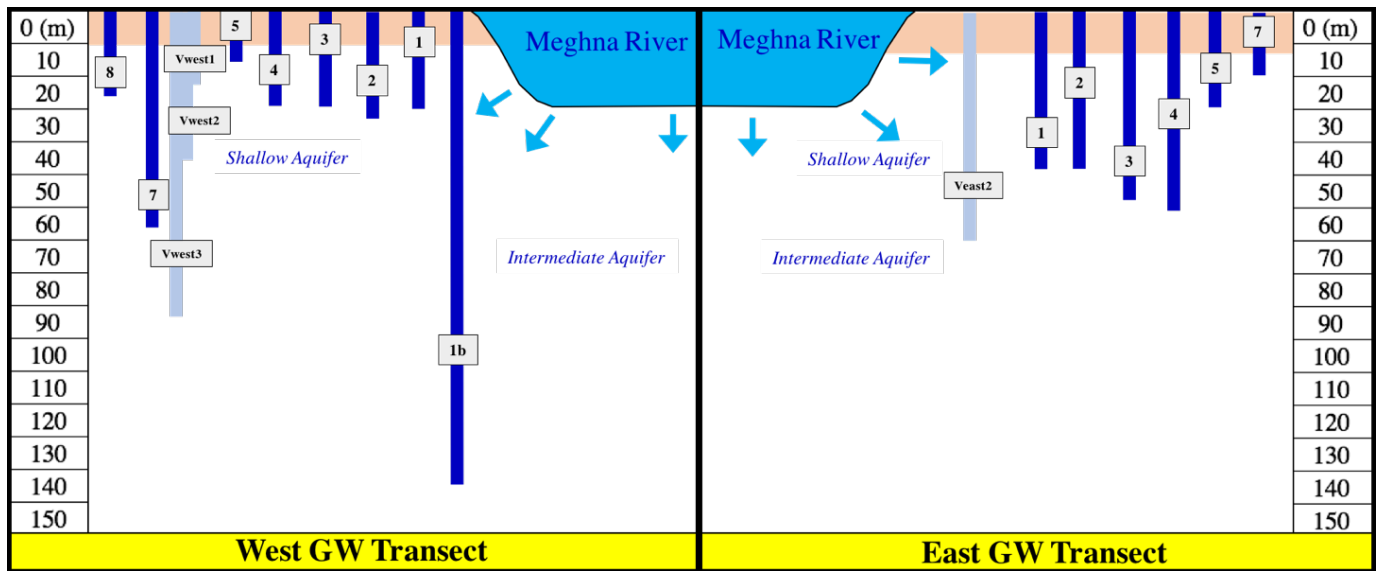 0 (m)
10
20
30
40
50
60
70
80
90
100
110
120
130
140
150
8
7
Vwest1
Vwest2
Vwest3
5
4
3
2
1
1b
Meghna River
Shallow Aquifer
Intermediate Aquifer
West GW Transect
Meghna River
Shallow Aquifer
Intermediate Aquifer
Veast2
1
2
3
4
5
7
0 (m)
10
20
30
40
50
60
70
80
90
100
110
120
130
140
150
East GW Transect